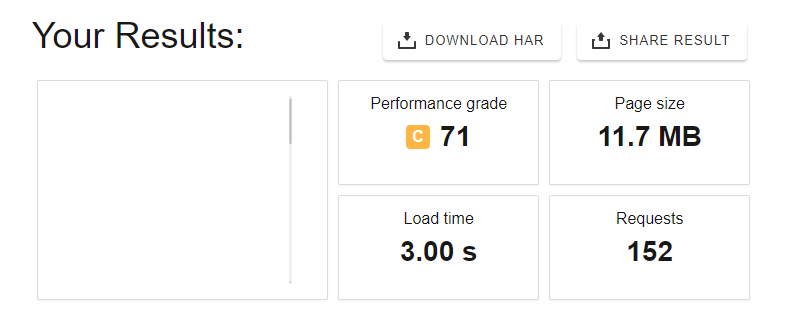 Your Results:
DOWNLOAD HAR
SHARE RESULT
Performance grade
C 71
Page size
11.7 MB
Load time
3.00 s
Requests
152